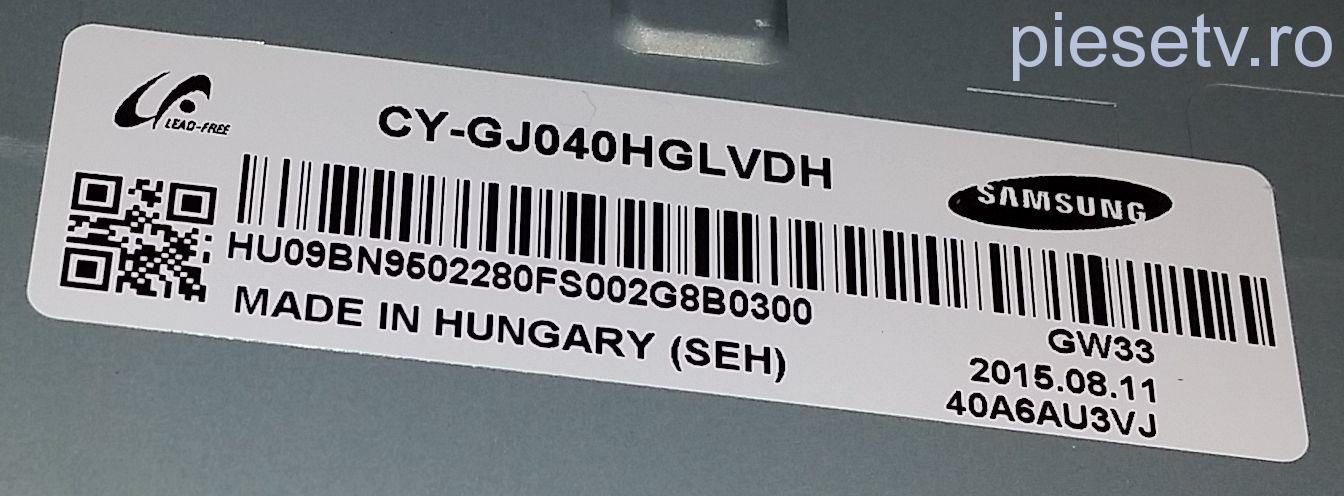 piesetv.ro
LEAD-FREE
CY-GJ040HGLVDH
SAMSUNG
HU09BN9502280FS002G8B0300
MADE IN HUNGARY (SEH)
GW33
2015.08.11
40A6AU3VJ